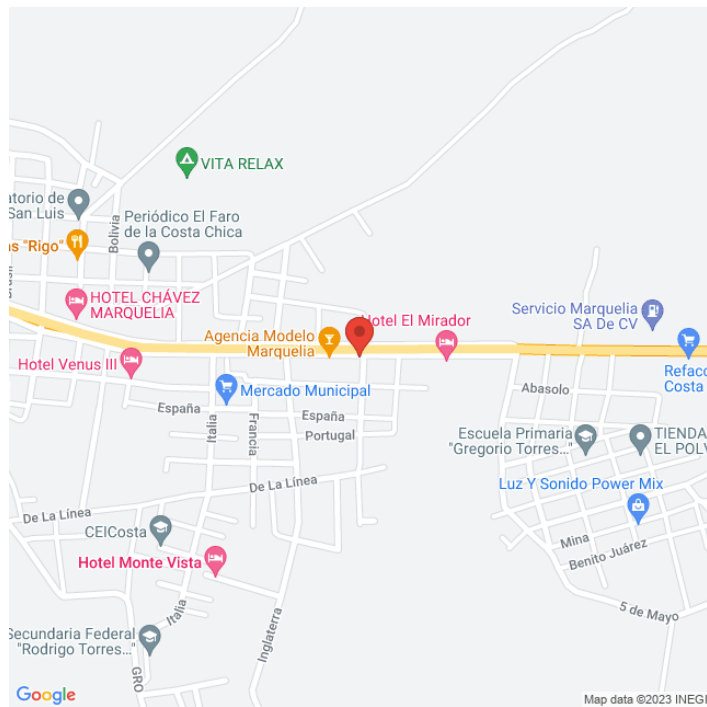 VITA RELAX
atorio de
San Luis
Bolivia
Periódico El Faro
de la Costa Chica
as "Rigo"
HOTEL CHÁVEZ
MARQUELIA
Servicio Marquelia
SA De CV
Hotel El Mirador
Agencia Modelo
Marquelia
Hotel Venus III
Refacc
Costa
Mercado Municipal
Abasolo
España
España
Italia
Francia
Portugal
Escuela Primaria
"Gregorio Torres..."
TIENDA
EL POLV
De La Línea
Luz Y Sonido Power Mix
De La Línea
CEICosta
Mina
Benito Juárez
Hotel Monte Vista
Italia
5 de Mayo
Secundaria Federal
"Rodrigo Torres..."
Inglaterra
GRO
Google
Map data ©2023 INEGI